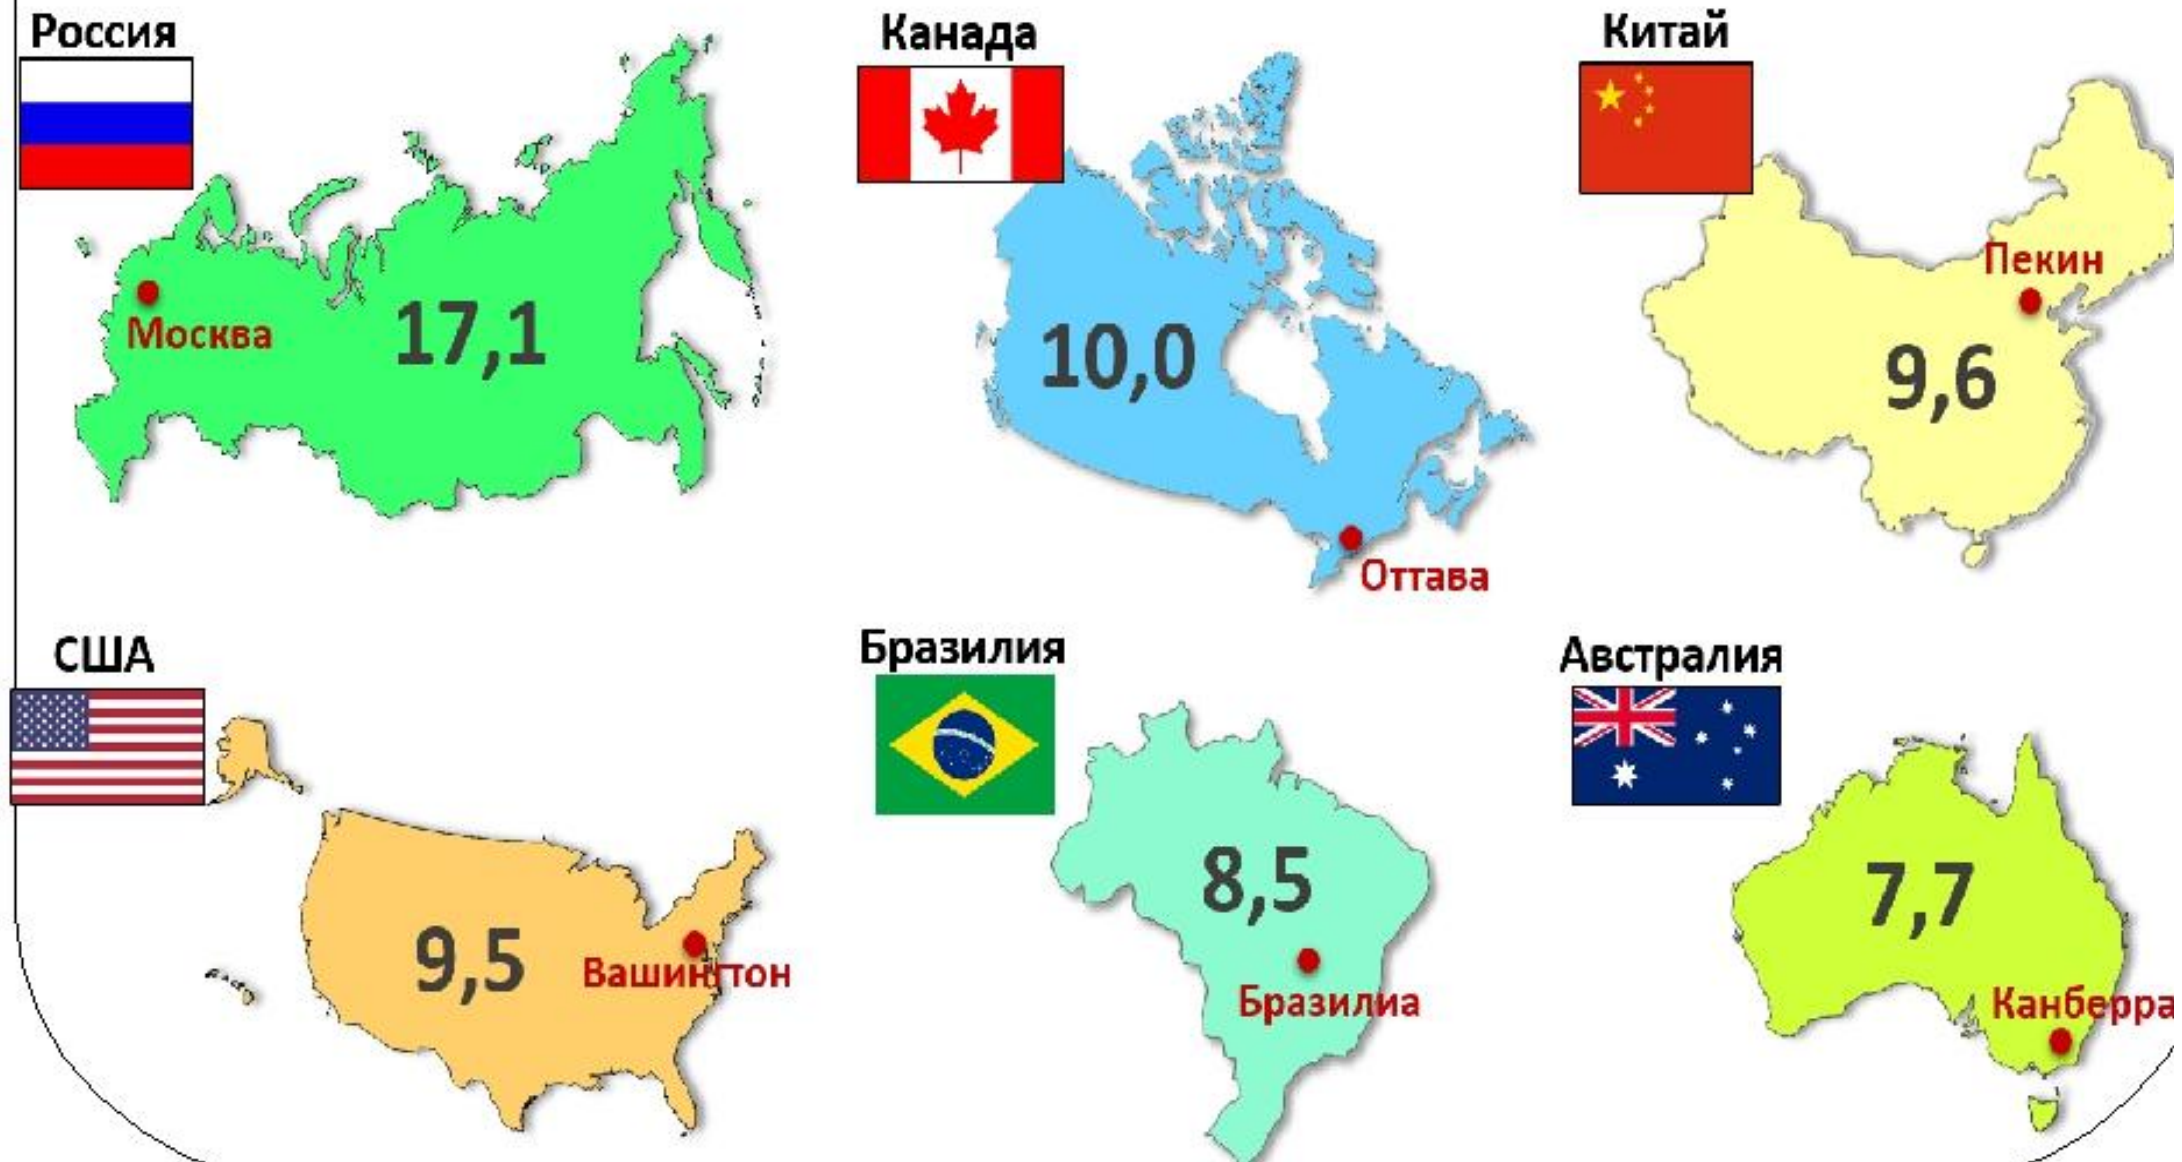 Россия
Канада
Китай
Москва
17,1
10,0
Пекин
9,6
Оттава
США
Бразилия
Австралия
9,5
Вашингтон
8,5
Бразилиа
7,7
Канберра